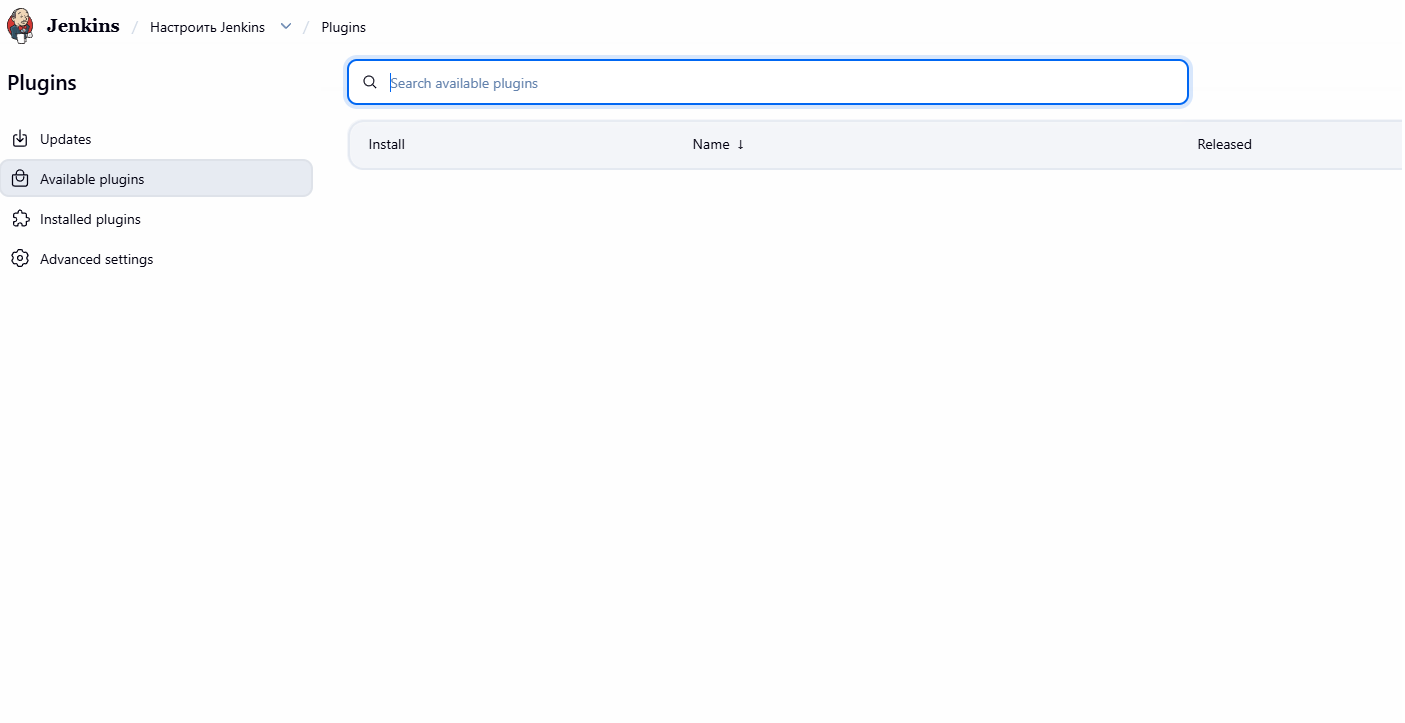 Jenkins / Настроить Jenkins / Plugins
Plugins
Search available plugins
Updates
Available plugins
Installed plugins
Advanced settings
Install Name ↓ Released